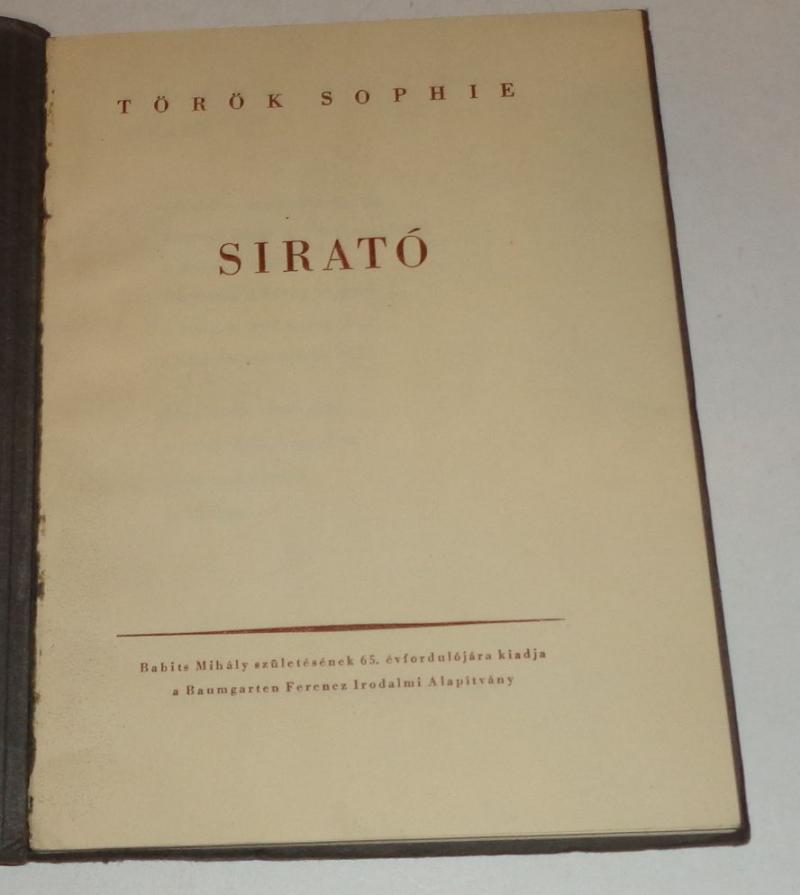 TÖRÖK SOPHIE
SIRATÓ
Babits Mihály születésének 65. évfordulójára kiadja
a Baumgarten Ferencz Irodalmi Alapítvány